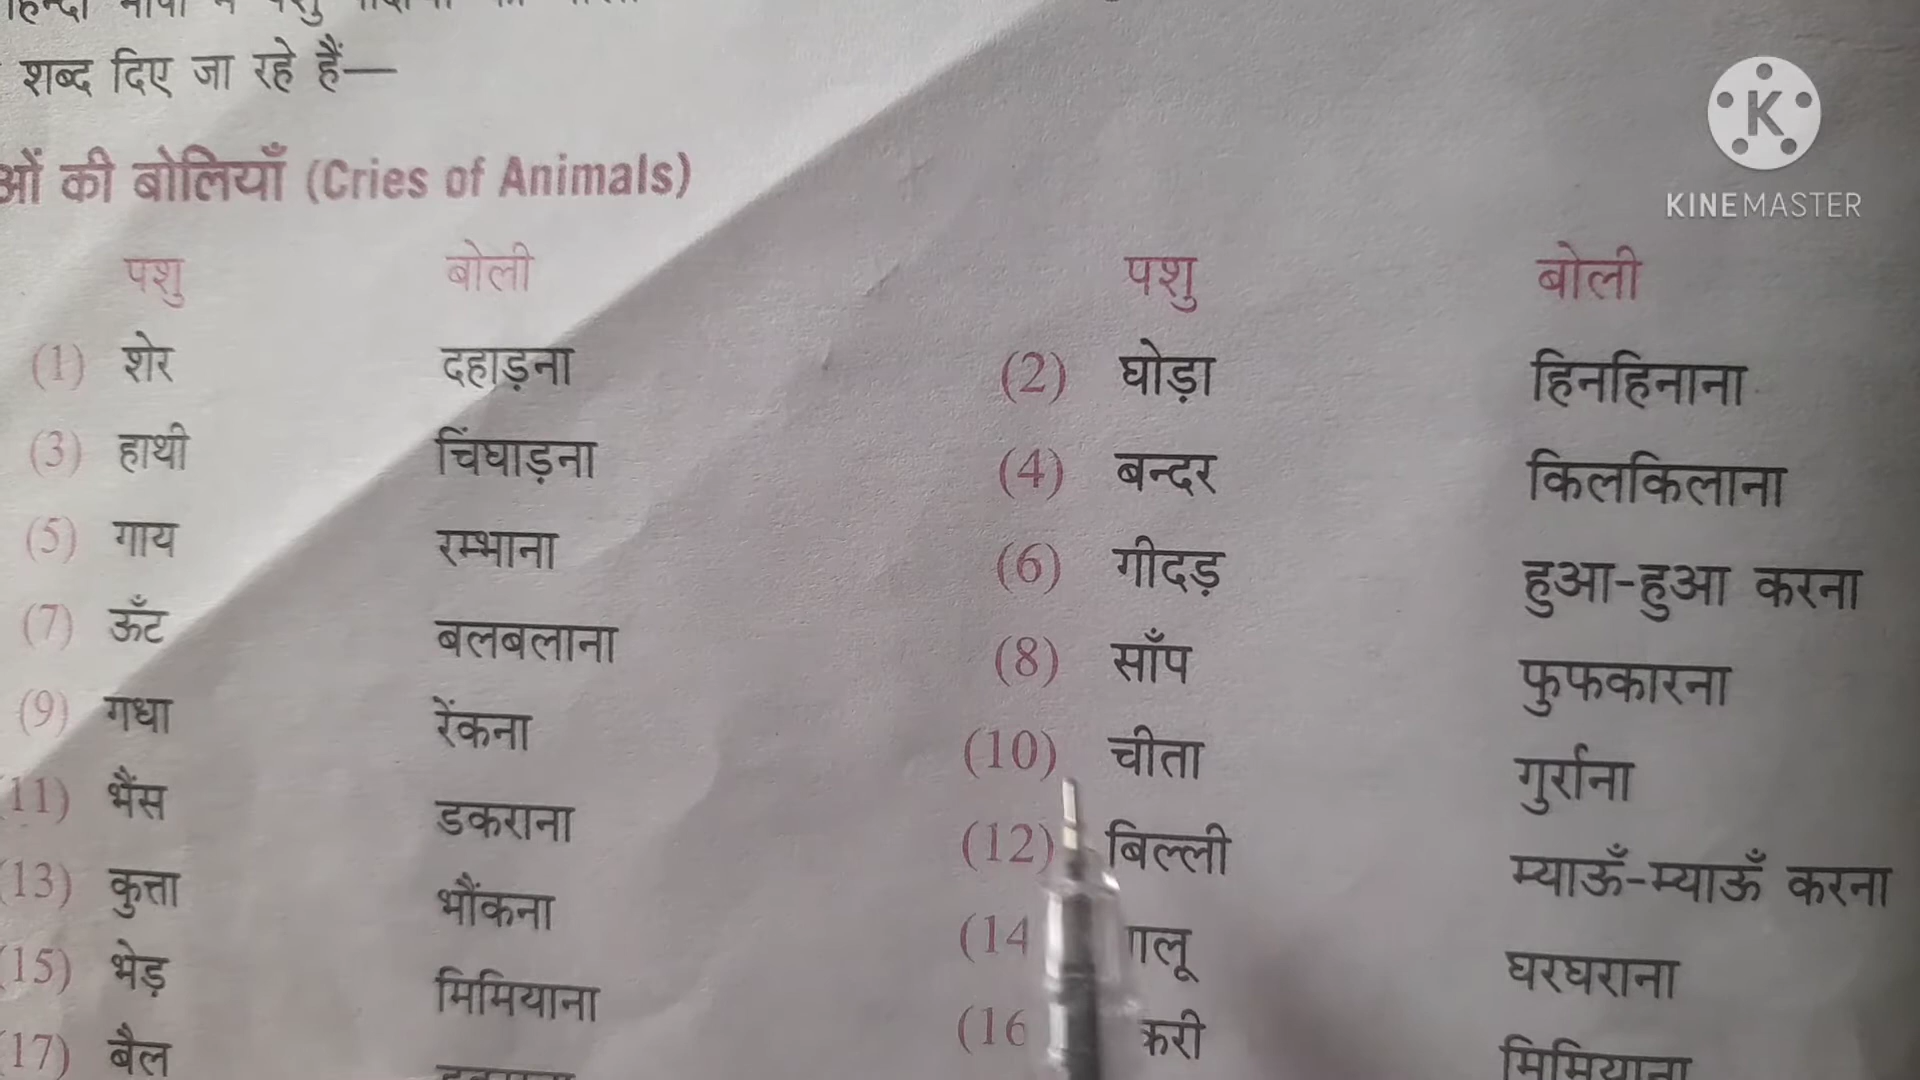 शब्द दिए जा रहे हैं—
ओं की बोलियाँ (Cries of Animals)
पशु बोली पशु बोली
(1) शेर दहाड़ना (2) घोड़ा हिनहिनाना
(3) हाथी चिंघाड़ना (4) बन्दर किलकिलाना
(5) गाय रम्भाना (6) गीदड़ हुआ-हुआ करना
(7) ऊँट बलबलाना (8) साँप फुफकारना
(9) गधा रेंकना (10) चीता गुर्राना
11) भैंस डकराना (12) बिल्ली म्याऊँ-म्याऊँ करना
(13) कुत्ता भौंकना (14 ालू घरघराना
(15) भेड़ मिमियाना (16 करी मिमियाना
17) बैल
K
KINEMASTER